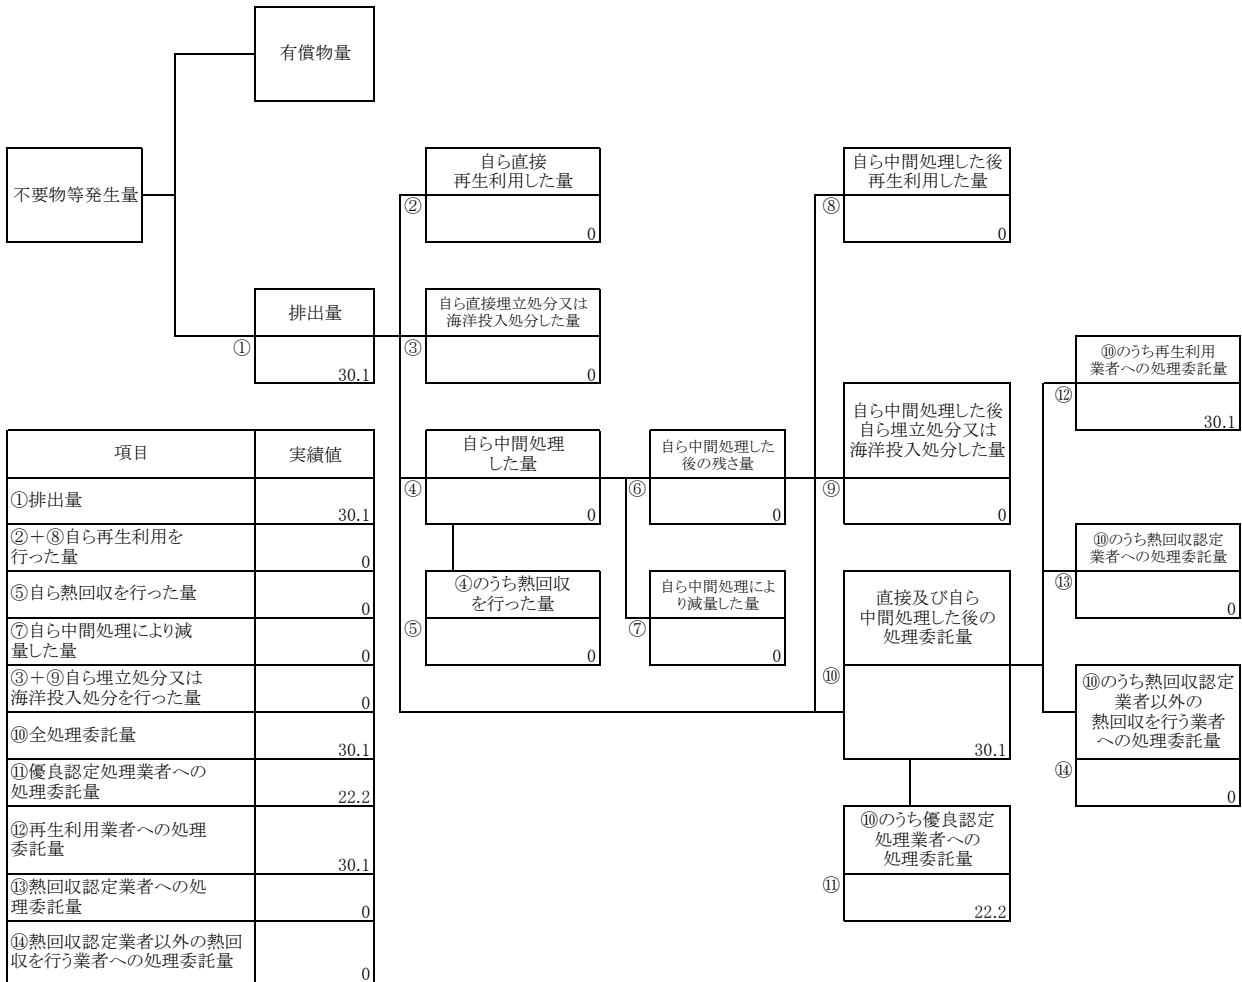 有償物量
不要物等発生量
自ら直接
再生利用した量
②
0
自ら中間処理した後
再生利用した量
⑧
0
排出量
①
30.1
自ら直接埋立処分又は
海洋投入処分した量
③
0
⑩のうち再生利用
業者への処理委託量
⑫
30.1
自ら中間処理
した量
④
0
自ら中間処理した
後の残さ量
⑥
0
自ら中間処理した後
自ら埋立処分又は
海洋投入処分した量
⑨
0
⑩のうち熱回収認定
業者への処理委託量
⑬
0
④のうち熱回収
を行った量
⑤
0
自ら中間処理によ
り減量した量
⑦
0
直接及び自ら
中間処理した後の
処理委託量
⑩
30.1
⑩のうち熱回収認定
業者以外の
熱回収を行う業者
への処理委託量
⑭
0
⑩のうち優良認定
処理業者への
処理委託量
⑪
22.2
項目 実績値
①排出量
30.1
②+⑧自ら再生利用を
行った量
0
⑤自ら熱回収を行った量
0
⑦自ら中間処理により減
量した量
0
③+⑨自ら埋立処分又は
海洋投入処分を行った量
0
⑩全処理委託量
30.1
⑪優良認定処理業者への
処理委託量
22.2
⑫再生利用業者への処理
委託量
30.1
⑬熱回収認定業者への処
理委託量
0
⑭熱回収認定業者以外の熱回
収を行う業者への処理委託量
0